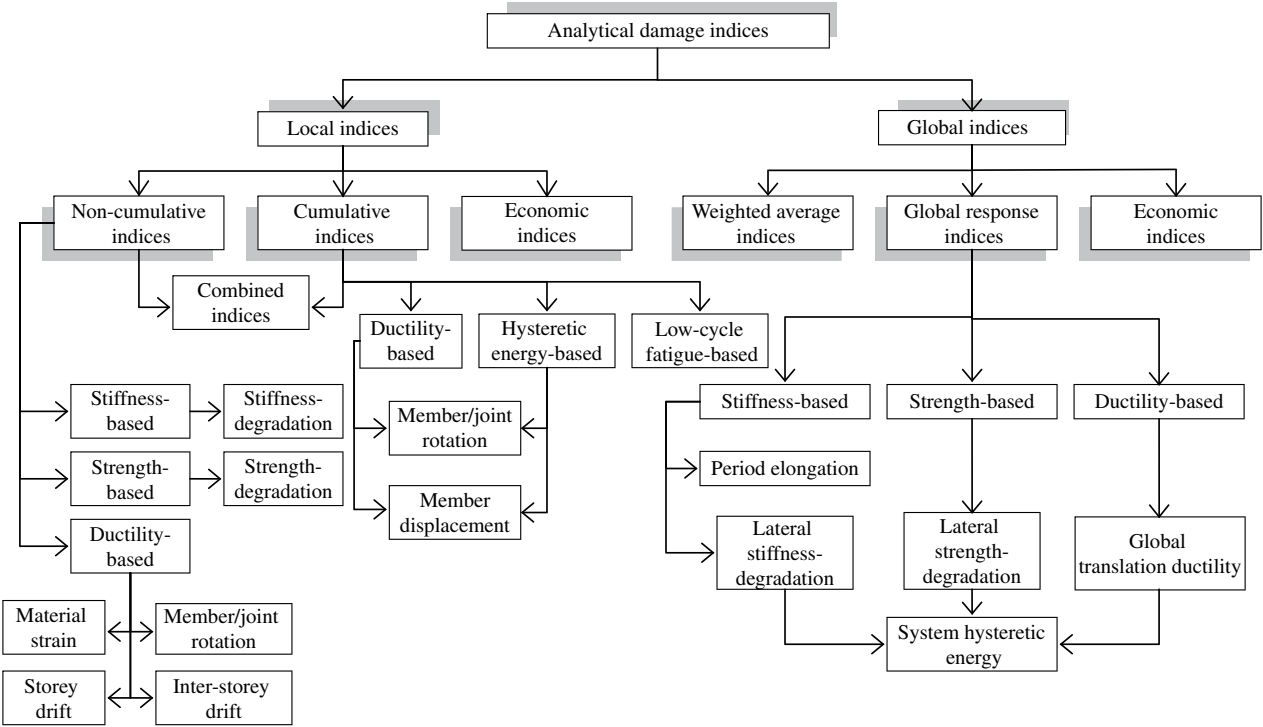 Analytical damage indices
Local indices
Global indices
Non-cumulative
indices
Cumulative
indices
Economic
indices
Weighted average
indices
Global response
indices
Economic
indices
Combined
indices
Ductility-
based
Hysteretic
energy-based
Low-cycle
fatigue-based
Stiffness-
based
Stiffness-
degradation
Member/joint
rotation
Stiffness-based
Strength-based
Ductility-based
Strength-
based
Strength-
degradation
Period elongation
Member
displacement
Ductility-
based
Lateral
stiffness-
degradation
Lateral
strength-
degradation
Global
translation ductility
Material
strain
Member/joint
rotation
System hysteretic
energy
Storey
drift
Inter-storey
drift